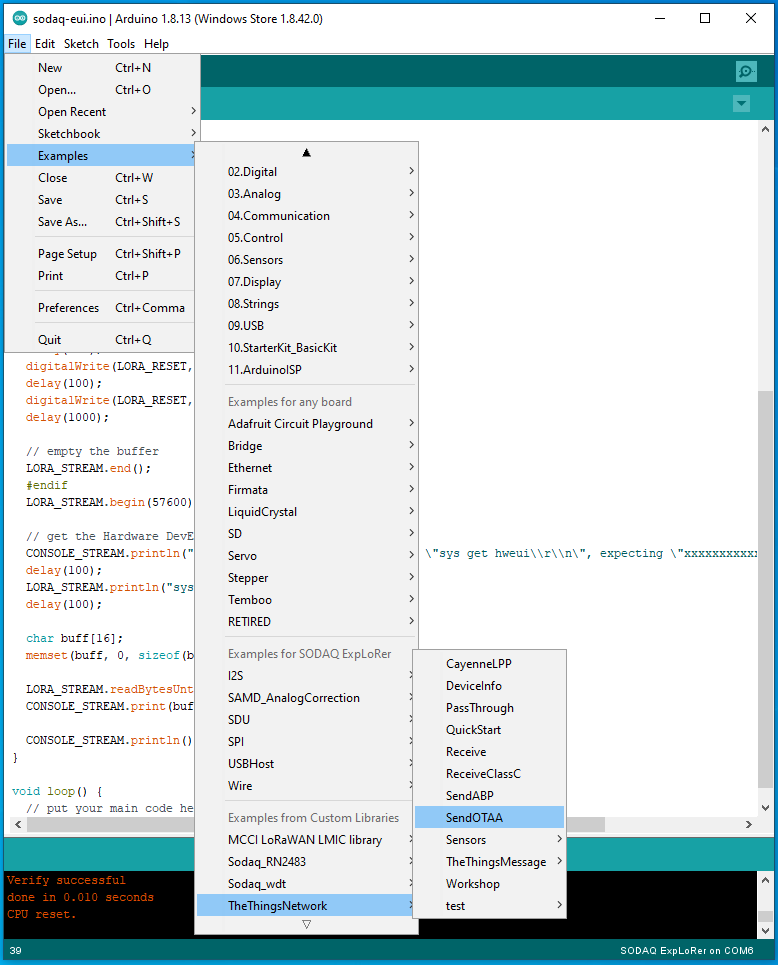 sodaq-eui.ino | Arduino 1.8.13 (Windows Store 1.8.42.0)
File Edit Sketch Tools Help
New Ctrl+N
Open... Ctrl+O
Open Recent
Sketchbook
Examples
Close Ctrl+W
Save Ctrl+S
Save As... Ctrl+Shift+S
Page Setup Ctrl+Shift+P
Print Ctrl+P
Preferences Ctrl+Comma
Quit Ctrl+Q
02.Digital
03.Analog
04.Communication
05.Control
06.Sensors
07.Display
08.Strings
09.USB
10.StarterKit_BasicKit
11.ArduinoISP
Examples for any board
Adafruit Circuit Playground
Bridge
Ethernet
Firmata
LiquidCrystal
SD
Servo
Stepper
Temboo
RETIRED
Examples for SODAQ ExpLoRer
I2S
SAMD_AnalogCorrection
SDU
SPI
USBHost
Wire
Examples from Custom Libraries
MCCI LoRaWAN LMIC library
Sodaq_RN2483
Sodaq_wdt
TheThingsNetwork
CayenneLPP
DeviceInfo
PassThrough
QuickStart
Receive
ReceiveClassC
SendABP
SendOTAA
Sensors
TheThingsMessage
Workshop
test
digitalWrite(LORA_RESET,
delay(100);
digitalWrite(LORA_RESET,
delay(1000);
// empty the buffer
LORA_STREAM.end();
#endif
LORA_STREAM.begin(57600)
// get the Hardware DevE
CONSOLE_STREAM.println(" \"sys get hweui\\r\\n\", expecting \"xxxxxxxxxxx
delay(100);
LORA_STREAM.println("sys
delay(100);
char buff[16];
memset(buff, 0, sizeof(b
LORA_STREAM.readBytesUnt
CONSOLE_STREAM.print(buf
CONSOLE_STREAM.println()
}
void loop() {
// put your main code he
Verify successful
done in 0.010 seconds
CPU reset.
39 SODAQ ExpLoRer on COM6